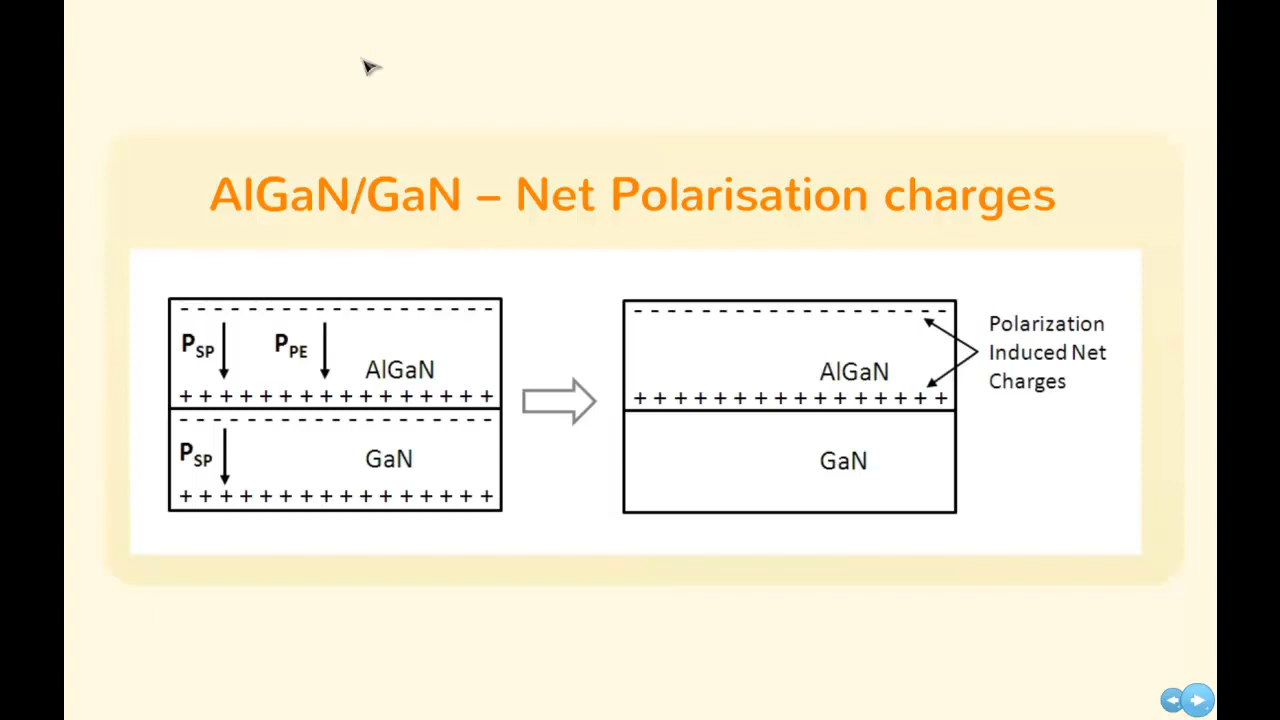 AlGaN/GaN – Net Polarisation charges
- - - - - - - - - - - - - - - -
P_SP P_PE
AlGaN
+ + + + + + + + + + + + + + + +
- - - - - - - - - - - - - - - -
P_SP
GaN
+ + + + + + + + + + + + + + + +
- - - - - - - - - - - - - - - -
AlGaN
+ + + + + + + + + + + + + + + +
GaN
Polarization
Induced Net
Charges